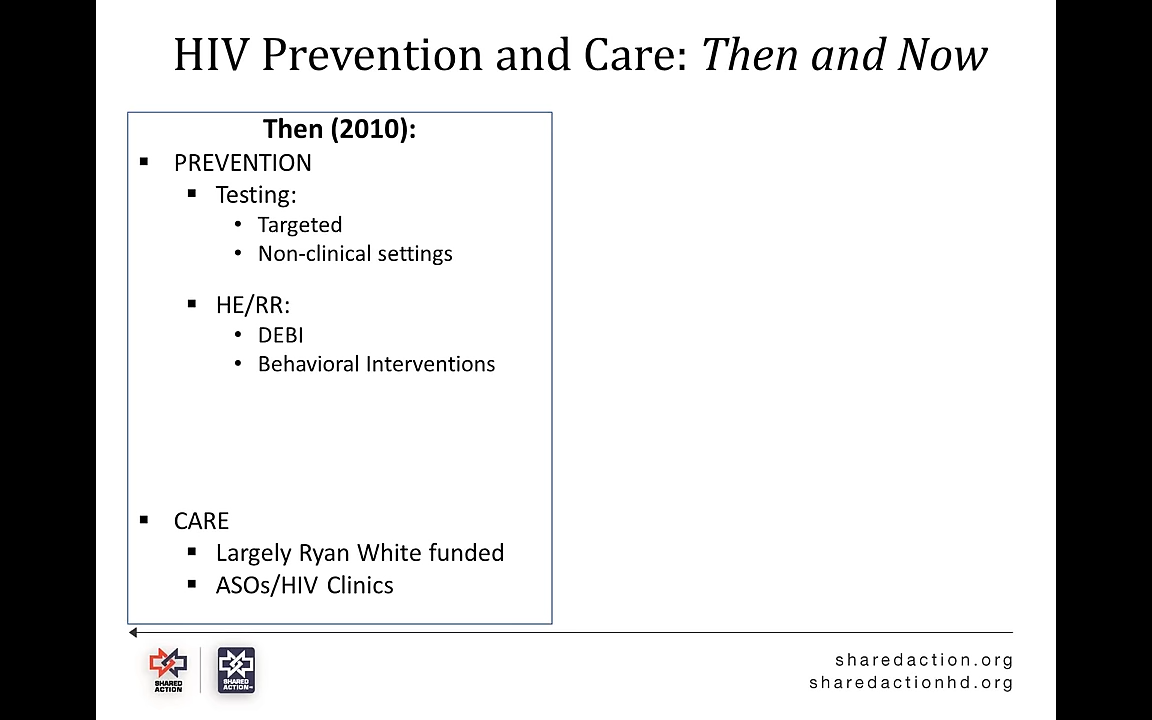 HIV Prevention and Care: Then and Now
Then (2010):
▪ PREVENTION
▪ Testing:
• Targeted
• Non-clinical settings
▪ HE/RR:
• DEBI
• Behavioral Interventions
▪ CARE
▪ Largely Ryan White funded
▪ ASOs/HIV Clinics
SHARED
ACTION
SHARED
ACTION
sharedaction.org
sharedactionhd.org